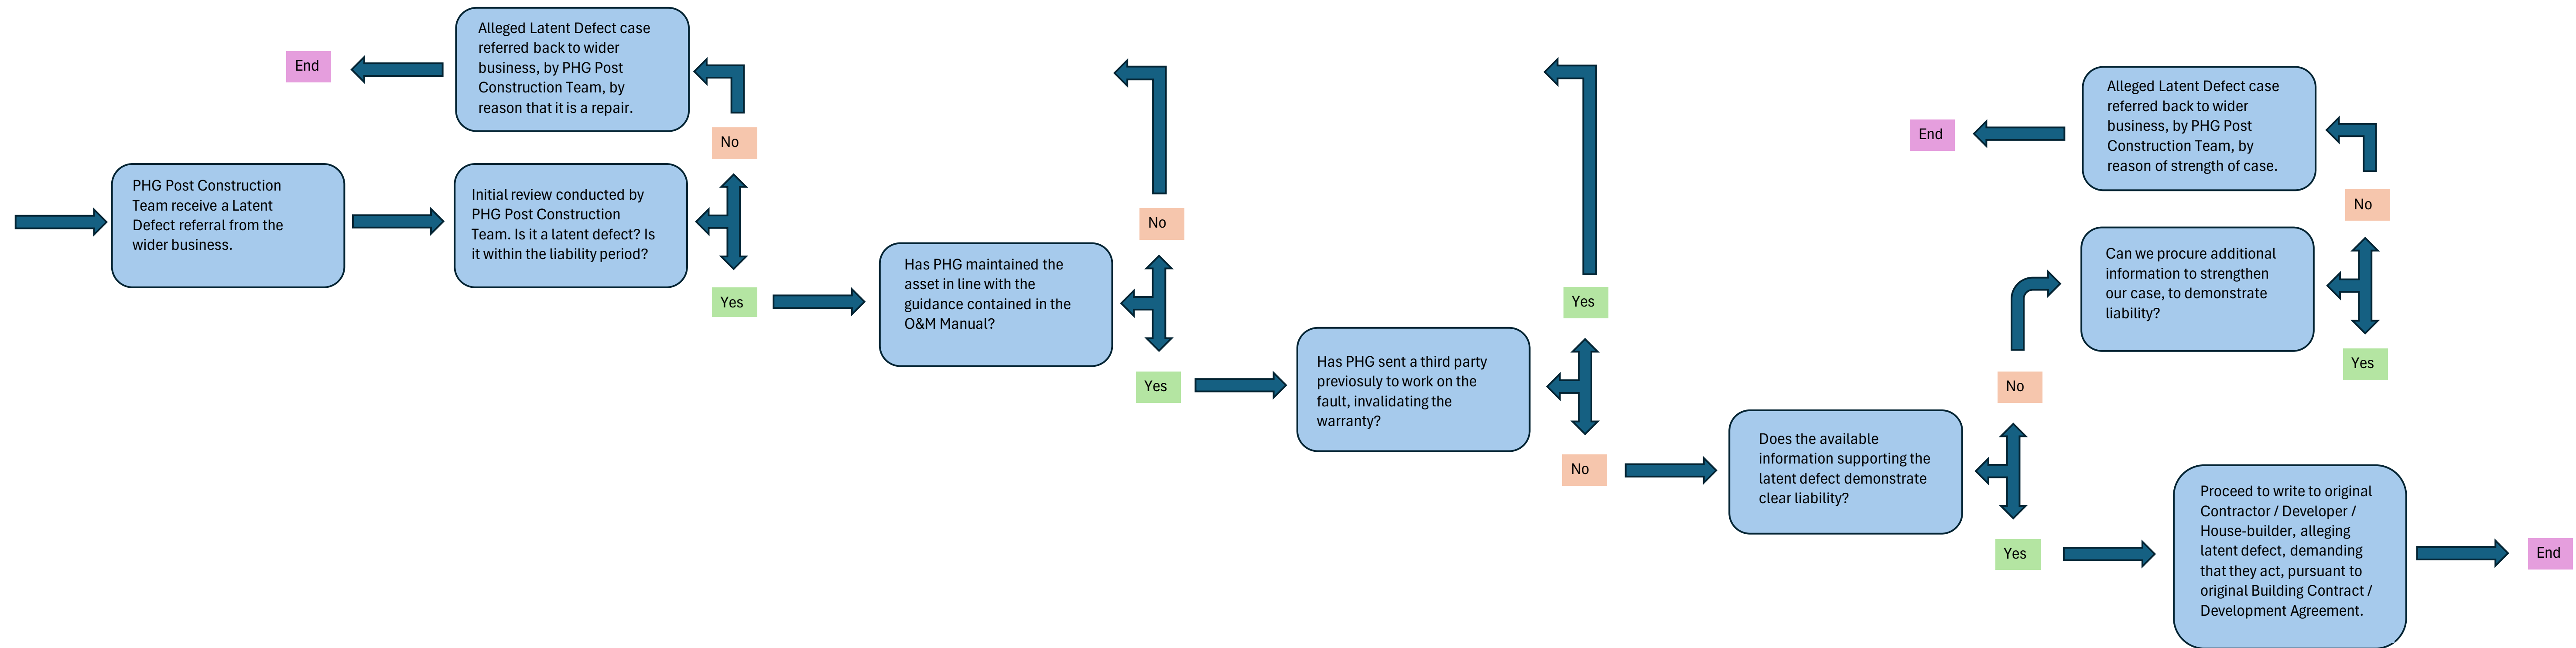 End
Alleged Latent Defect case
referred back to wider
business, by PHG Post
Construction Team, by
reason that it is a repair.
No
PHG Post Construction
Team receive a Latent
Defect referral from the
wider business.
Initial review conducted by
PHG Post Construction
Team. Is it a latent defect? Is
it within the liability period?
Yes
Has PHG maintained the
asset in line with the
guidance contained in the
O&M Manual?
No
Yes
Has PHG sent a third party
previosuly to work on the
fault, invalidating the
warranty?
Yes
No
Does the available
information supporting the
latent defect demonstrate
clear liability?
No
Yes
Can we procure additional
information to strengthen
our case, to demonstrate
liability?
No
Yes
Alleged Latent Defect case
referred back to wider
business, by PHG Post
Construction Team, by
reason of strength of case.
End
Proceed to write to original
Contractor / Developer /
House-builder, alleging
latent defect, demanding
that they act, pursuant to
original Building Contract /
Development Agreement.
End